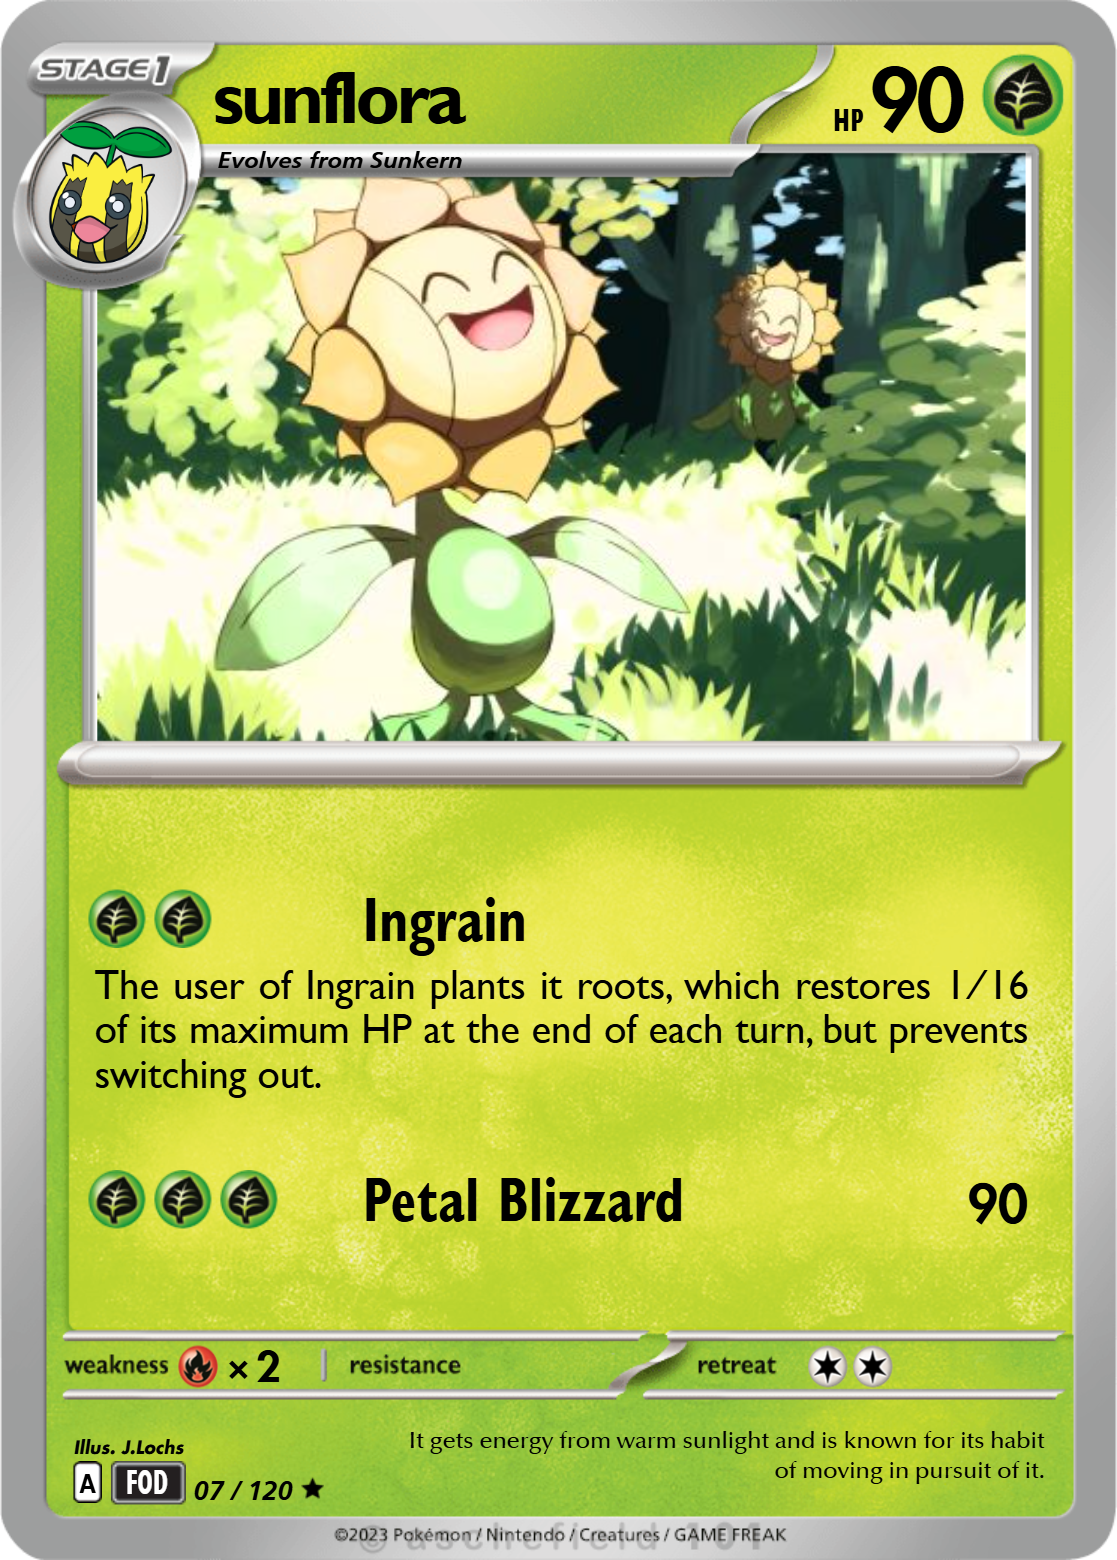 STAGE1
sunflora
HP 90
Evolves from Sunkern
Ingrain
The user of Ingrain plants it roots, which restores 1/16
of its maximum HP at the end of each turn, but prevents
switching out.
Petal Blizzard 90
weakness × 2 | resistance retreat
Illus. J.Lochs
It gets energy from warm sunlight and is known for its habit
of moving in pursuit of it.
A FOD 07 / 120
©2023 Pokémon / Nintendo / Creatures / GAME FREAK